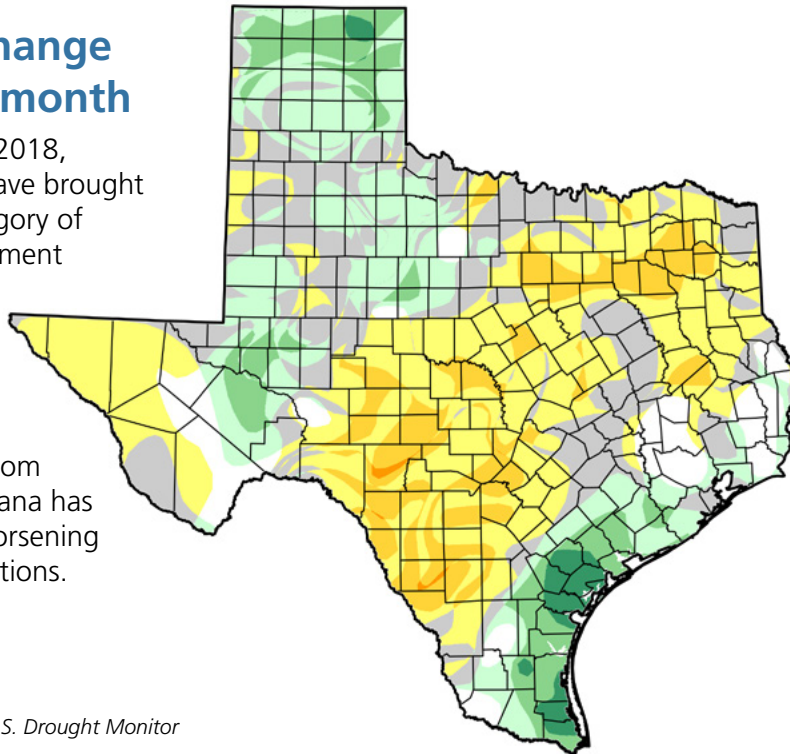 hange
month
2018,
ave brought
gory of
ment
om
ana has
orsening
tions.
S. Drought Monitor